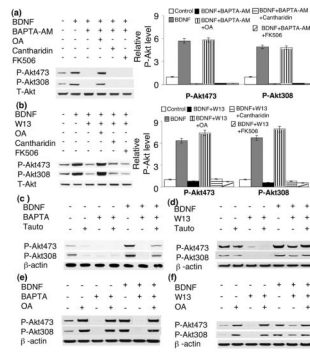 (a)
BDNF - + + + + +
BAPTA-AM - - + + + +
OA - - - + - -
Cantharidin - - - - + -
FK506 - - - - - +
P-Akt473
P-Akt308
T-Akt
Relative
P-Akt level
Control
BDNF
BDNF+BAPTA-AM
BDNF+BAPTA-AM
+OA
BDNF+BAPTA-AM
+Cantharidin
BDNF+BAPTA-AM
+FK506
P-Akt473 P-Akt308
(b)
BDNF - + + + + +
W13 - - + + + +
OA - - - + - -
Cantharidin - - - - + -
FK506 - - - - - +
P-Akt473
P-Akt308
T-Akt
Relative
P-Akt level
Control
BDNF
BDNF+W13
BDNF+W13
+OA
BDNF+W13
+Cantharidin
BDNF+W13
+FK506
P-Akt473 P-Akt308
(c)
BDNF
BAPTA
Tauto
P-Akt473
P-Akt308
β-actin
(d)
BDNF
W13
Tauto
P-Akt473
P-Akt308
β-actin
(e)
BDNF
BAPTA
OA
P-Akt473
P-Akt308
β-actin
(f)
BDNF
W13
OA
P-Akt473
P-Akt308
β-actin